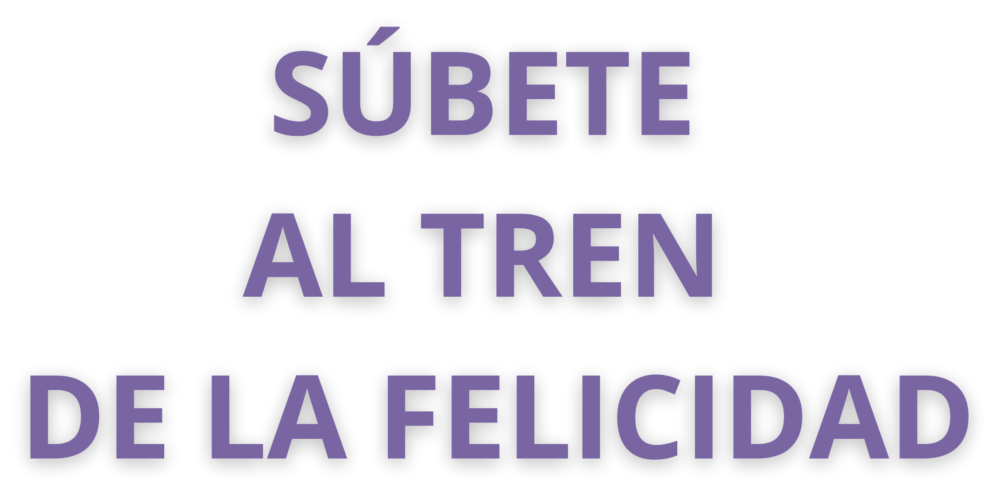 SÚBETE
AL TREN
DE LA FELICIDAD